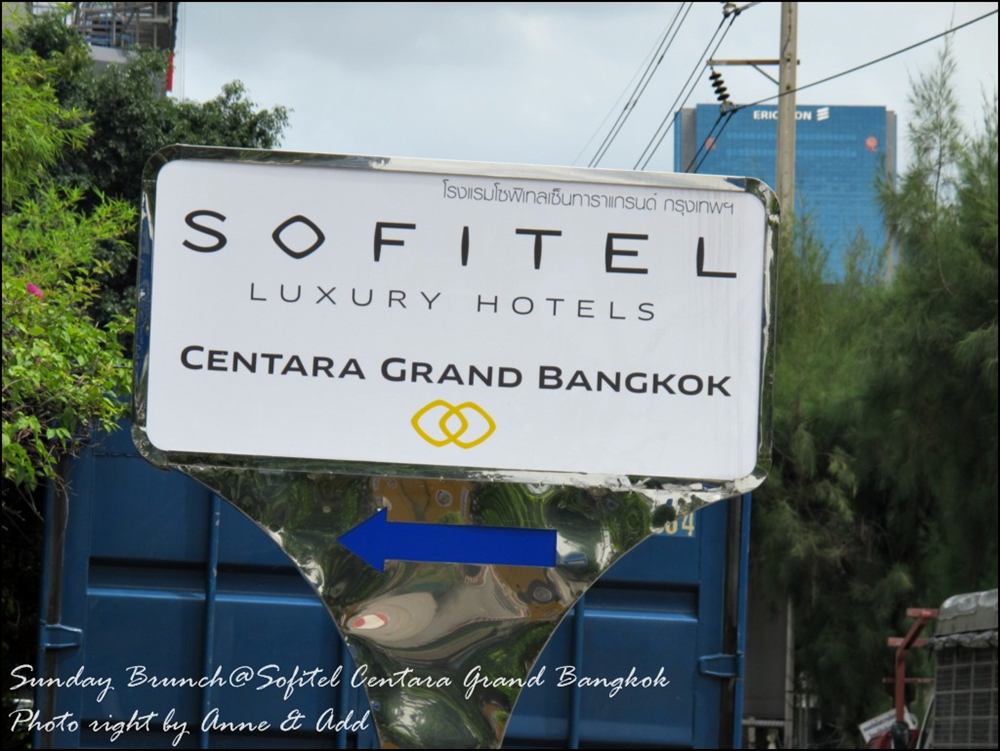 ERICSSON
โรงแรมโซฟิเทลเซ็นทาราแกรนด์ กรุงเทพฯ
SOFITEL
LUXURY HOTELS
CENTARA GRAND BANGKOK
Sunday Brunch@Sofitel Centara Grand Bangkok
Photo right by Anne & Add